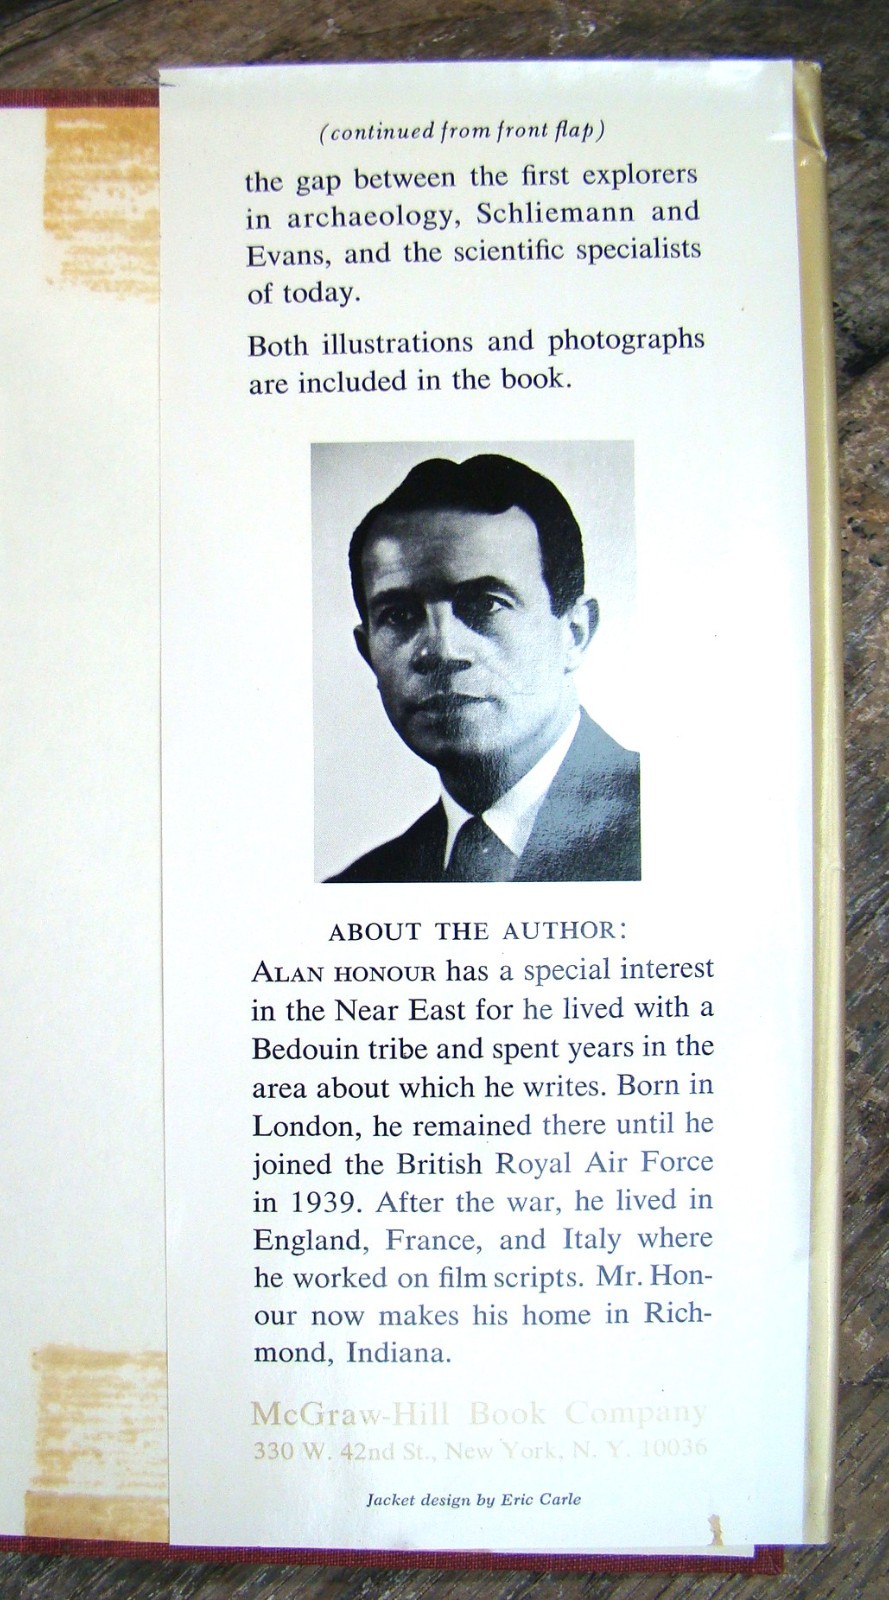 (continued from front flap)
the gap between the first explorers
in archaeology, Schliemann and
Evans, and the scientific specialists
of today.
Both illustrations and photographs
are included in the book.
ABOUT THE AUTHOR:
ALAN HONOUR has a special interest
in the Near East for he lived with a
Bedouin tribe and spent years in the
area about which he writes. Born in
London, he remained there until he
joined the British Royal Air Force
in 1939. After the war, he lived in
England, France, and Italy where
he worked on film scripts. Mr. Hon-
our now makes his home in Rich-
mond, Indiana.
McGraw-Hill Book Company
330 W. 42nd St., New York, N. Y. 10036
Jacket design by Eric Carle